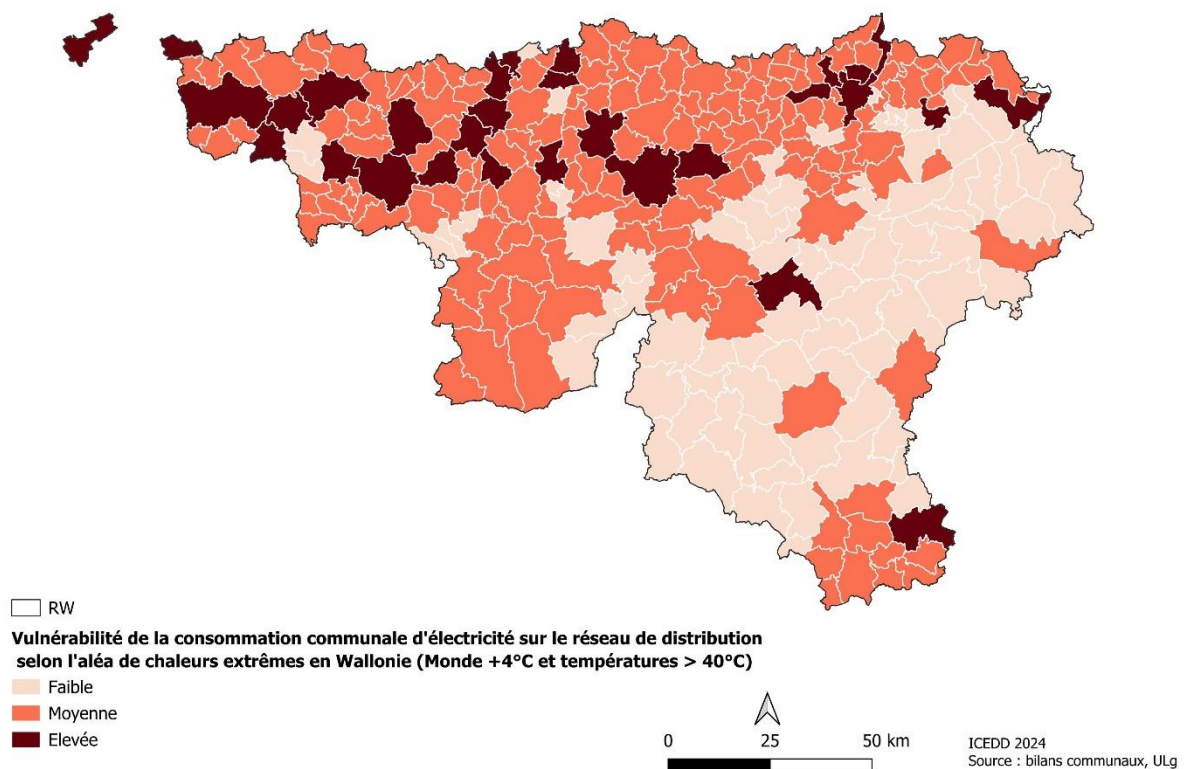 RW
Vulnérabilité de la consommation communale d'électricité sur le réseau de distribution
selon l'aléa de chaleurs extrêmes en Wallonie (Monde +4°C et températures > 40°C)
Faible
Moyenne
Elevée
0 25 50 km
ICEDD 2024
Source : bilans communaux, ULg